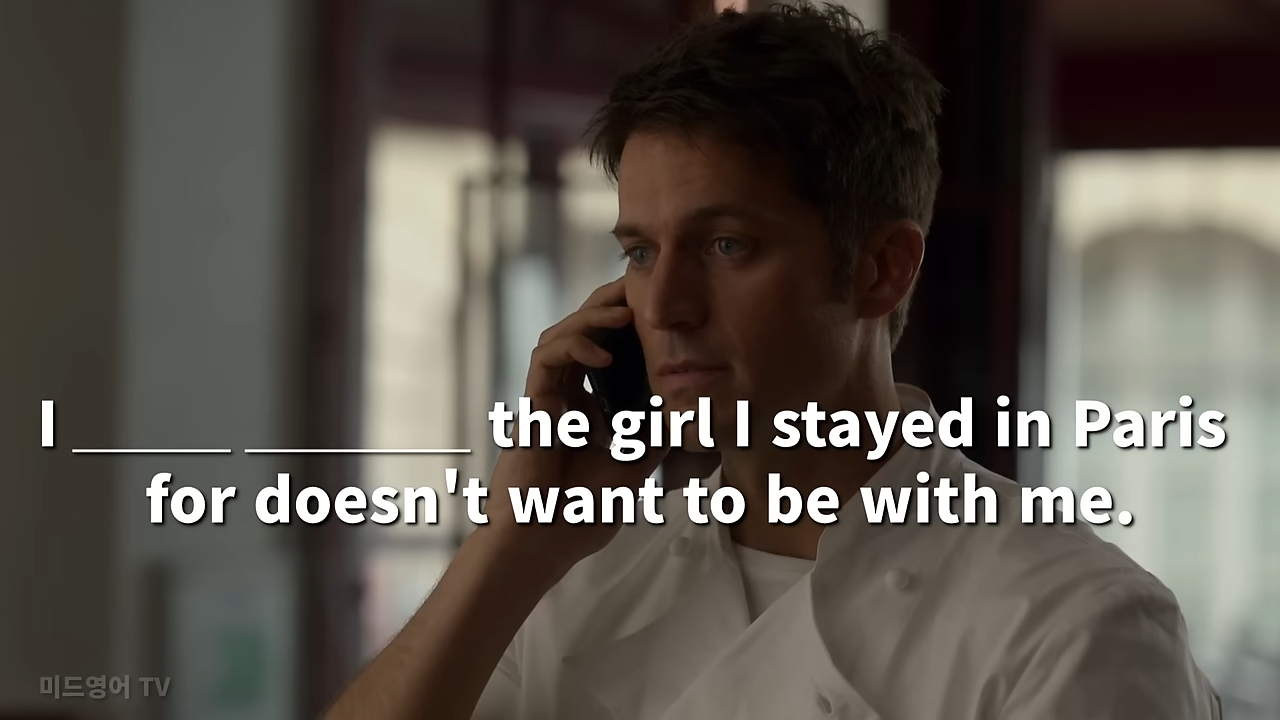 I _____ _______ the girl I stayed in Paris
for doesn't want to be with me.
미드영어 TV